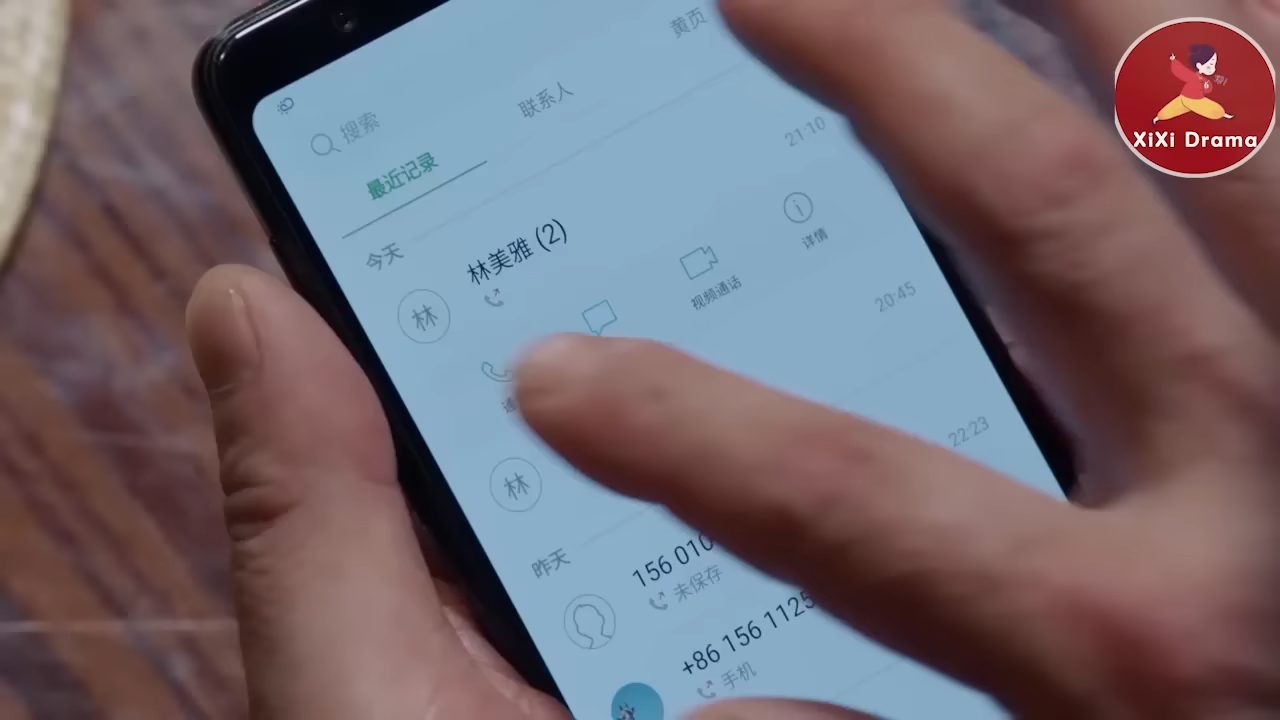 黄页
联系人
搜索
最近记录
今天
林美雅 (2)
21:10
林
详情
视频通话
20:45
林
22:23
昨天
156 010
未保存
+86 156 1125
手机
XiXi Drama